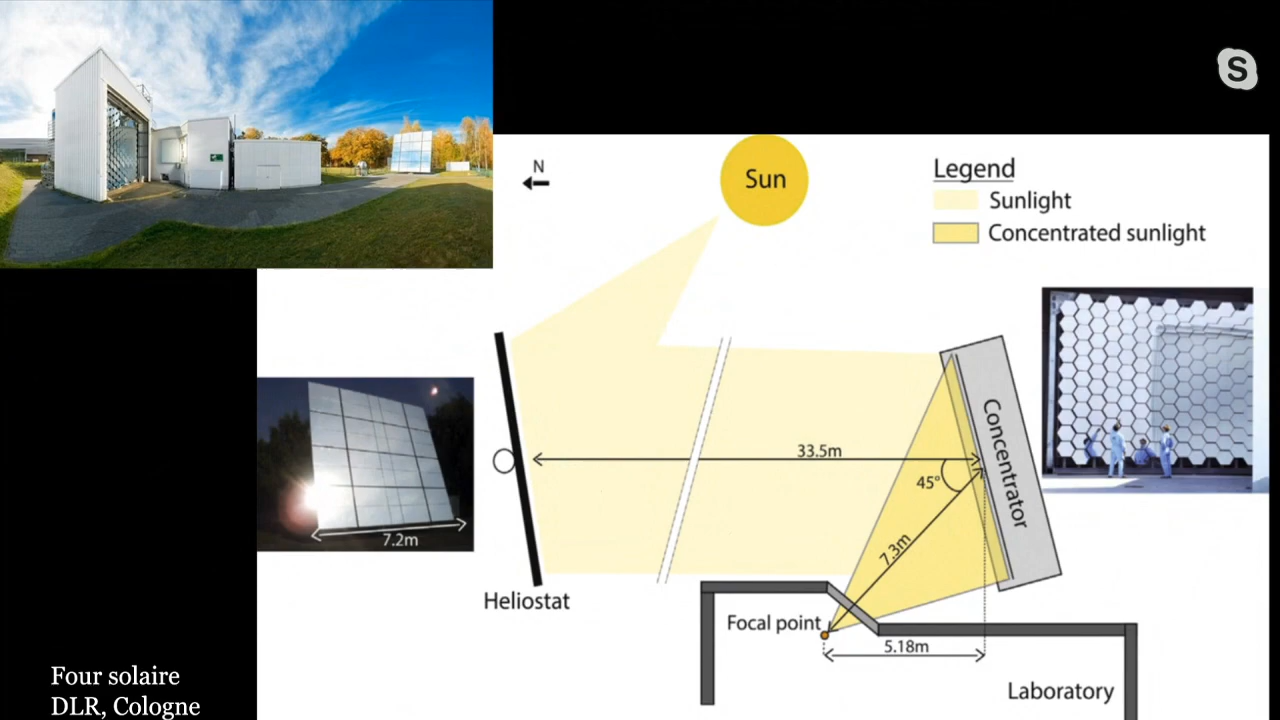 S
N
Sun
Legend
Sunlight
Concentrated sunlight
33.5m
Concentrator
45°
7.3m
7.2m
Heliostat
Focal point
5.18m
Laboratory
Four solaire
DLR, Cologne